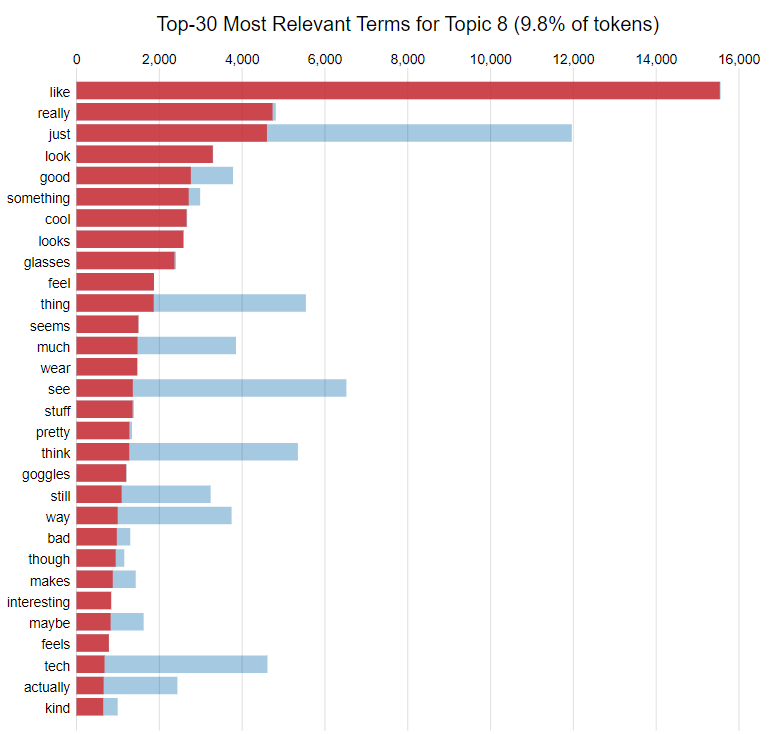 Top-30 Most Relevant Terms for Topic 8 (9.8% of tokens)
0 2,000 4,000 6,000 8,000 10,000 12,000 14,000 16,000
like
really
just
look
good
something
cool
looks
glasses
feel
thing
seems
much
wear
see
stuff
pretty
think
goggles
still
way
bad
though
makes
interesting
maybe
feels
tech
actually
kind